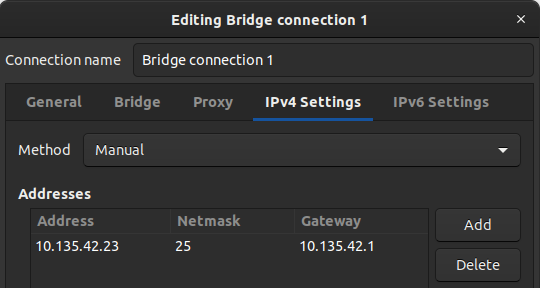 Editing Bridge connection 1 ×
Connection name Bridge connection 1
General Bridge Proxy IPv4 Settings IPv6 Settings
Method Manual
Addresses
Address Netmask Gateway Add
10.135.42.23 25 10.135.42.1
Delete